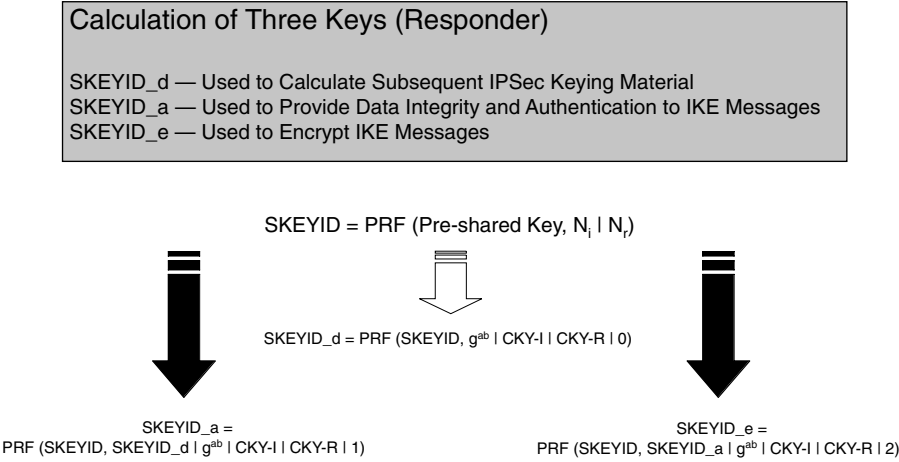 Calculation of Three Keys (Responder)
SKEYID_d — Used to Calculate Subsequent IPSec Keying Material
SKEYID_a — Used to Provide Data Integrity and Authentication to IKE Messages
SKEYID_e — Used to Encrypt IKE Messages
SKEYID = PRF (Pre-shared Key, Nᵢ | Nᵣ)
SKEYID_d = PRF (SKEYID, gᵃᵇ | CKY-I | CKY-R | 0)
SKEYID_a =
PRF (SKEYID, SKEYID_d | gᵃᵇ | CKY-I | CKY-R | 1)
SKEYID_e =
PRF (SKEYID, SKEYID_a | gᵃᵇ | CKY-I | CKY-R | 2)